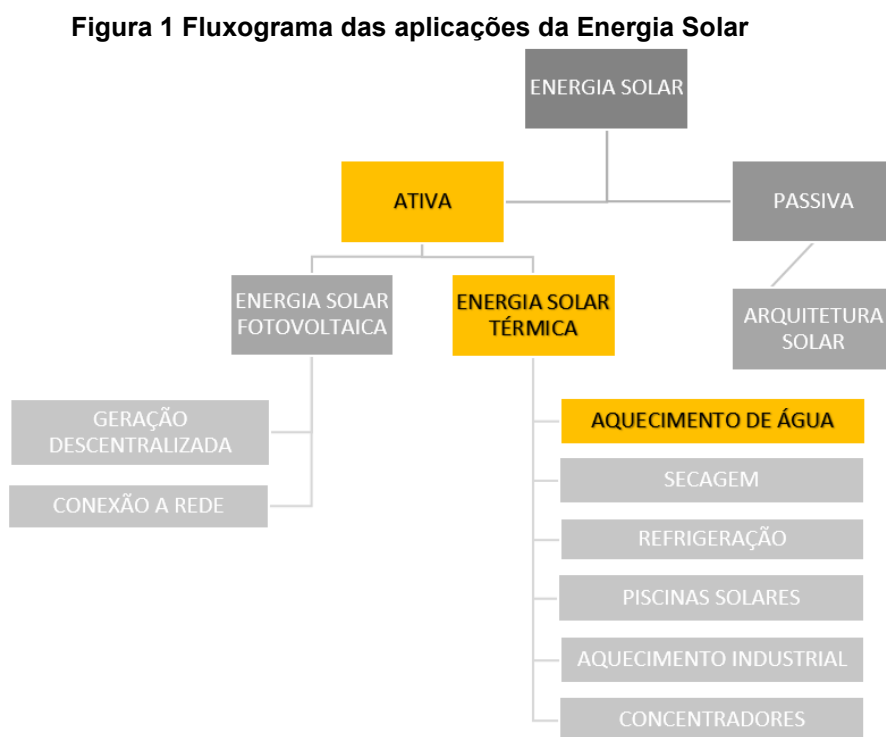 Figura 1 Fluxograma das aplicações da Energia Solar
ENERGIA SOLAR
ATIVA
PASSIVA
ENERGIA SOLAR
FOTOVOLTAICA
ENERGIA SOLAR
TÉRMICA
ARQUITETURA
SOLAR
GERAÇÃO
DESCENTRALIZADA
CONEXÃO A REDE
AQUECIMENTO DE ÁGUA
SECAGEM
REFRIGERAÇÃO
PISCINAS SOLARES
AQUECIMENTO INDUSTRIAL
CONCENTRADORES